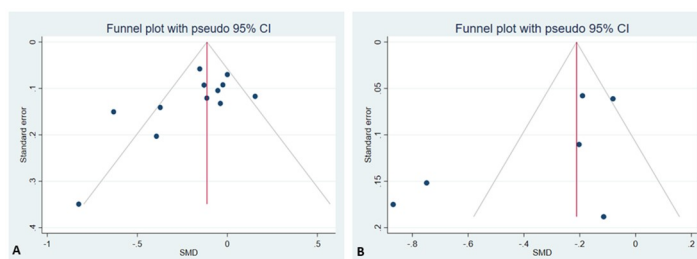 Funnel plot with pseudo 95% CI
0
.1
.2
.3
.4
Standard error
-1
-.5
0
.5
SMD
A
Funnel plot with pseudo 95% CI
0
.05
.1
.15
.2
Standard error
-.8
-.6
-.4
-.2
0
.2
SMD
B